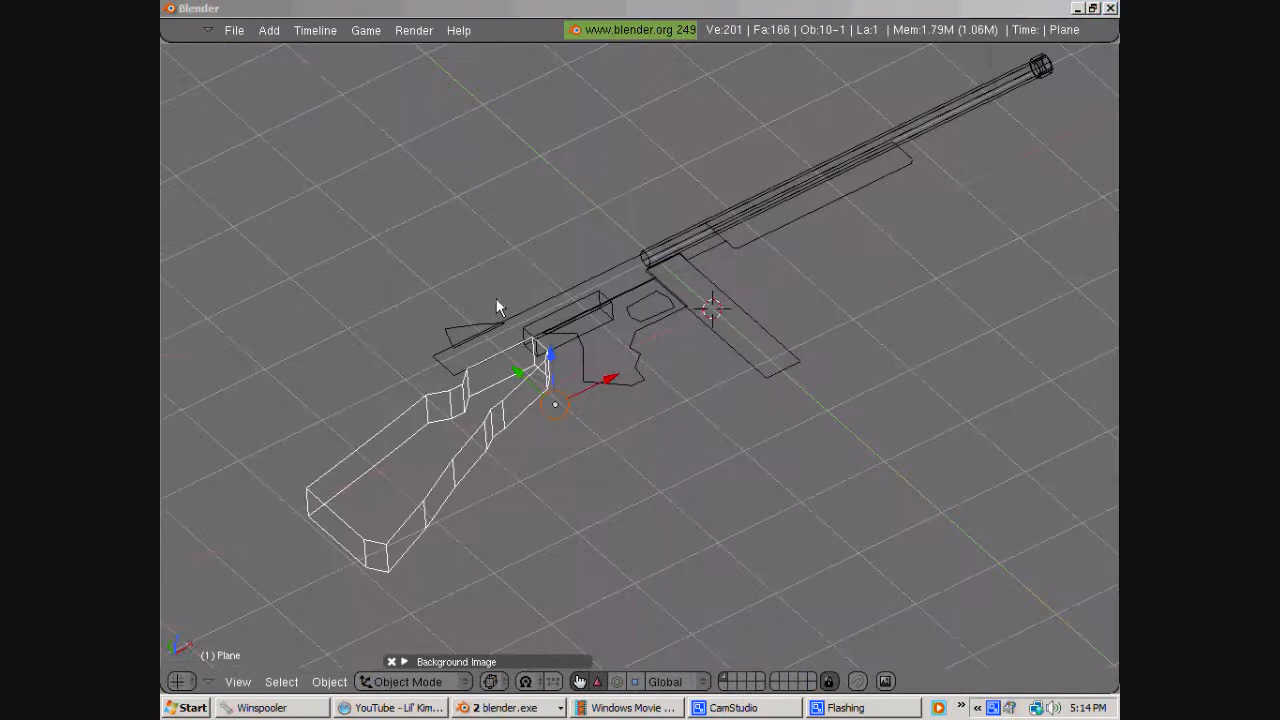 Blender
File Add Timeline Game Render Help www.blender.org 249 Ve:201 | Fa:166 | Ob:10-1 | La:1 | Mem:1.79M (1.06M) | Time: | Plane
(1) Plane
Background Image
View Select Object Object Mode Global
Start Winspooler YouTube - Lil' Kim... 2 blender.exe Windows Movie ... CamStudio Flashing » « 5:14 PM